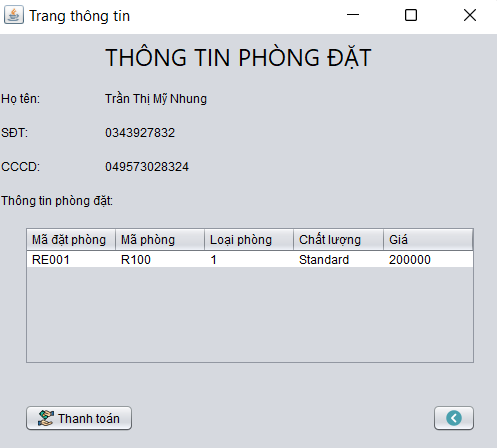 Trang thông tin
THÔNG TIN PHÒNG ĐẶT
Họ tên: Trần Thị Mỹ Nhung
SĐT: 0343927832
CCCD: 049573028324
Thông tin phòng đặt:
Mã đặt phòng Mã phòng Loại phòng Chất lượng Giá
RE001 R100 1 Standard 200000
Thanh toán